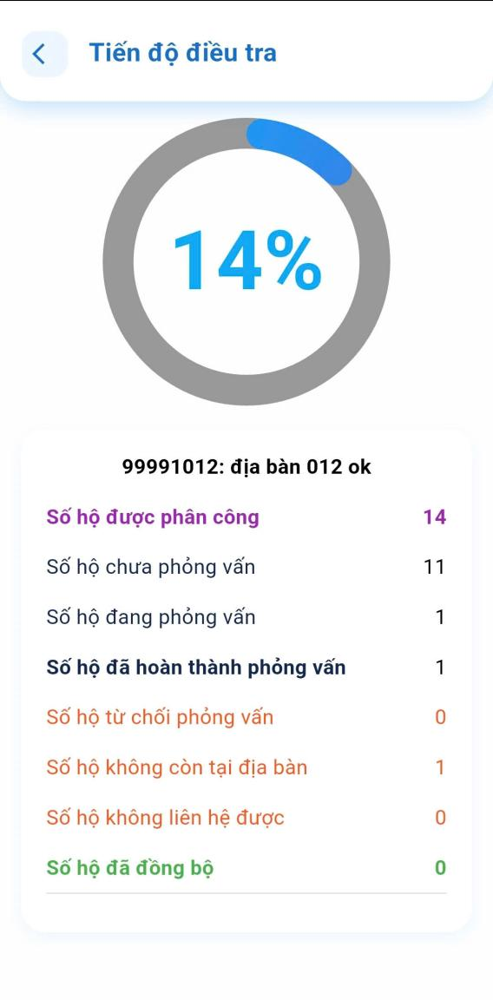 Tiến độ điều tra
14%
99991012: địa bàn 012 ok
Số hộ được phân công 14
Số hộ chưa phỏng vấn 11
Số hộ đang phỏng vấn 1
Số hộ đã hoàn thành phỏng vấn 1
Số hộ từ chối phỏng vấn 0
Số hộ không còn tại địa bàn 1
Số hộ không liên hệ được 0
Số hộ đã đồng bộ 0